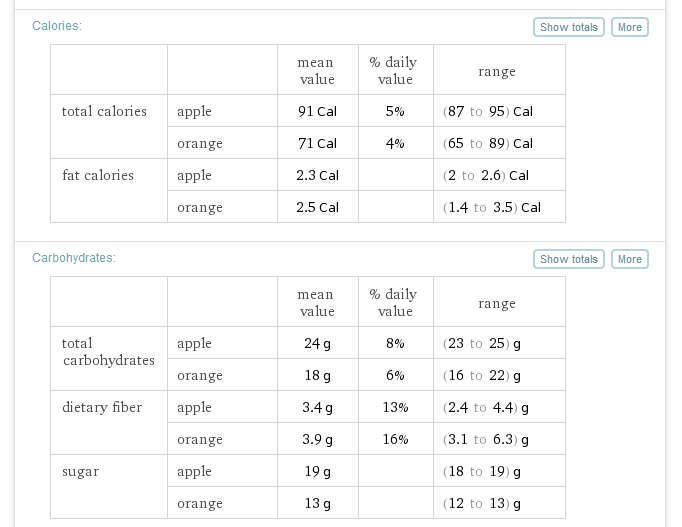 Calories: Show totals More
mean value % daily value range
total calories apple 91 Cal 5% (87 to 95) Cal
orange 71 Cal 4% (65 to 89) Cal
fat calories apple 2.3 Cal (2 to 2.6) Cal
orange 2.5 Cal (1.4 to 3.5) Cal
Carbohydrates: Show totals More
mean value % daily value range
total carbohydrates apple 24 g 8% (23 to 25) g
orange 18 g 6% (16 to 22) g
dietary fiber apple 3.4 g 13% (2.4 to 4.4) g
orange 3.9 g 16% (3.1 to 6.3) g
sugar apple 19 g (18 to 19) g
orange 13 g (12 to 13) g